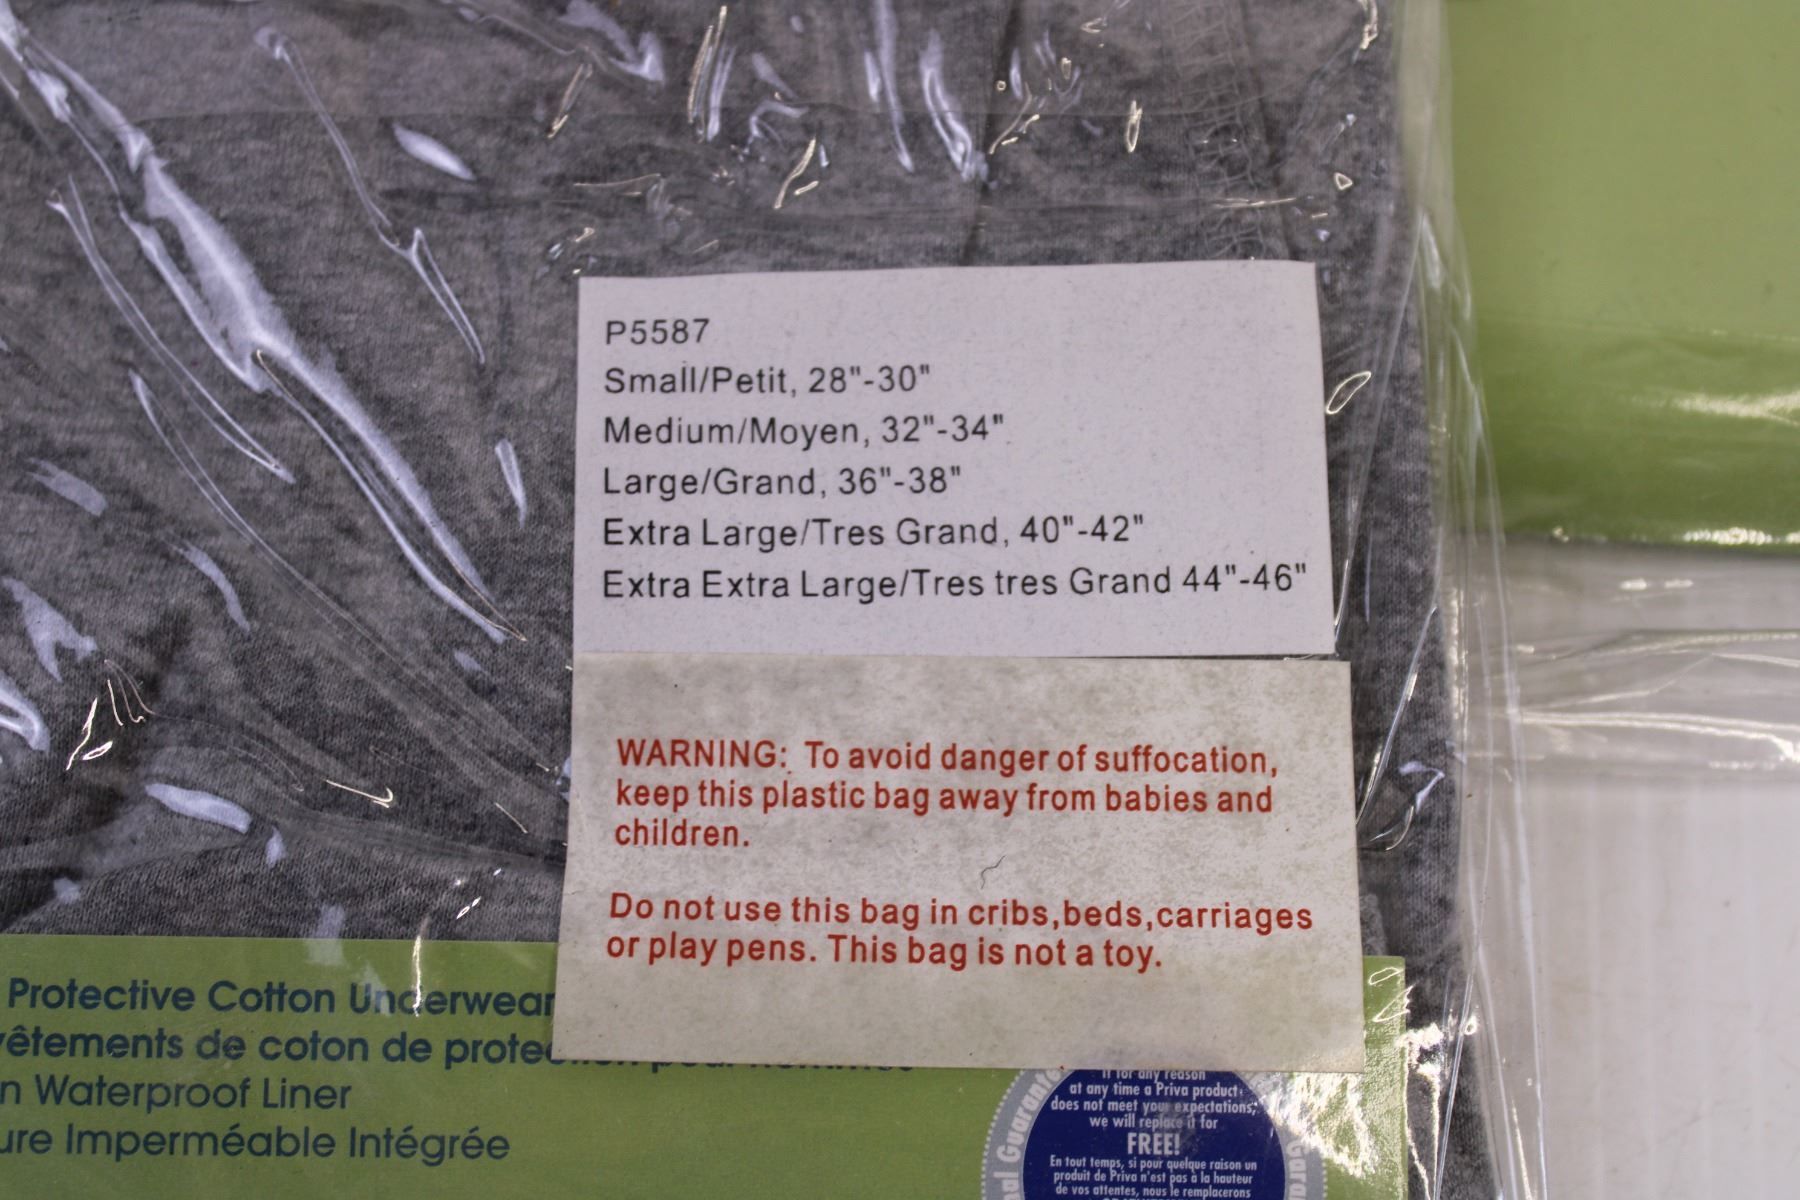 P5587
Small/Petit, 28"-30"
Medium/Moyen, 32"-34"
Large/Grand, 36"-38"
Extra Large/Tres Grand, 40"-42"
Extra Extra Large/Tres tres Grand 44"-46"
WARNING: To avoid danger of suffocation,
keep this plastic bag away from babies and
children.
Do not use this bag in cribs,beds,carriages
or play pens. This bag is not a toy.
Protective Cotton Underwear
vêtements de coton de protection pour
n Waterproof Liner
ure Imperméable Intégrée
If for any reason
at any time a Priva product
does not meet your expectations,
we will replace it for
FREE!
En tout temps, si pour quelque raison un
produit de Priva n'est pas à la hauteur
de vos attentes, nous le remplacerons